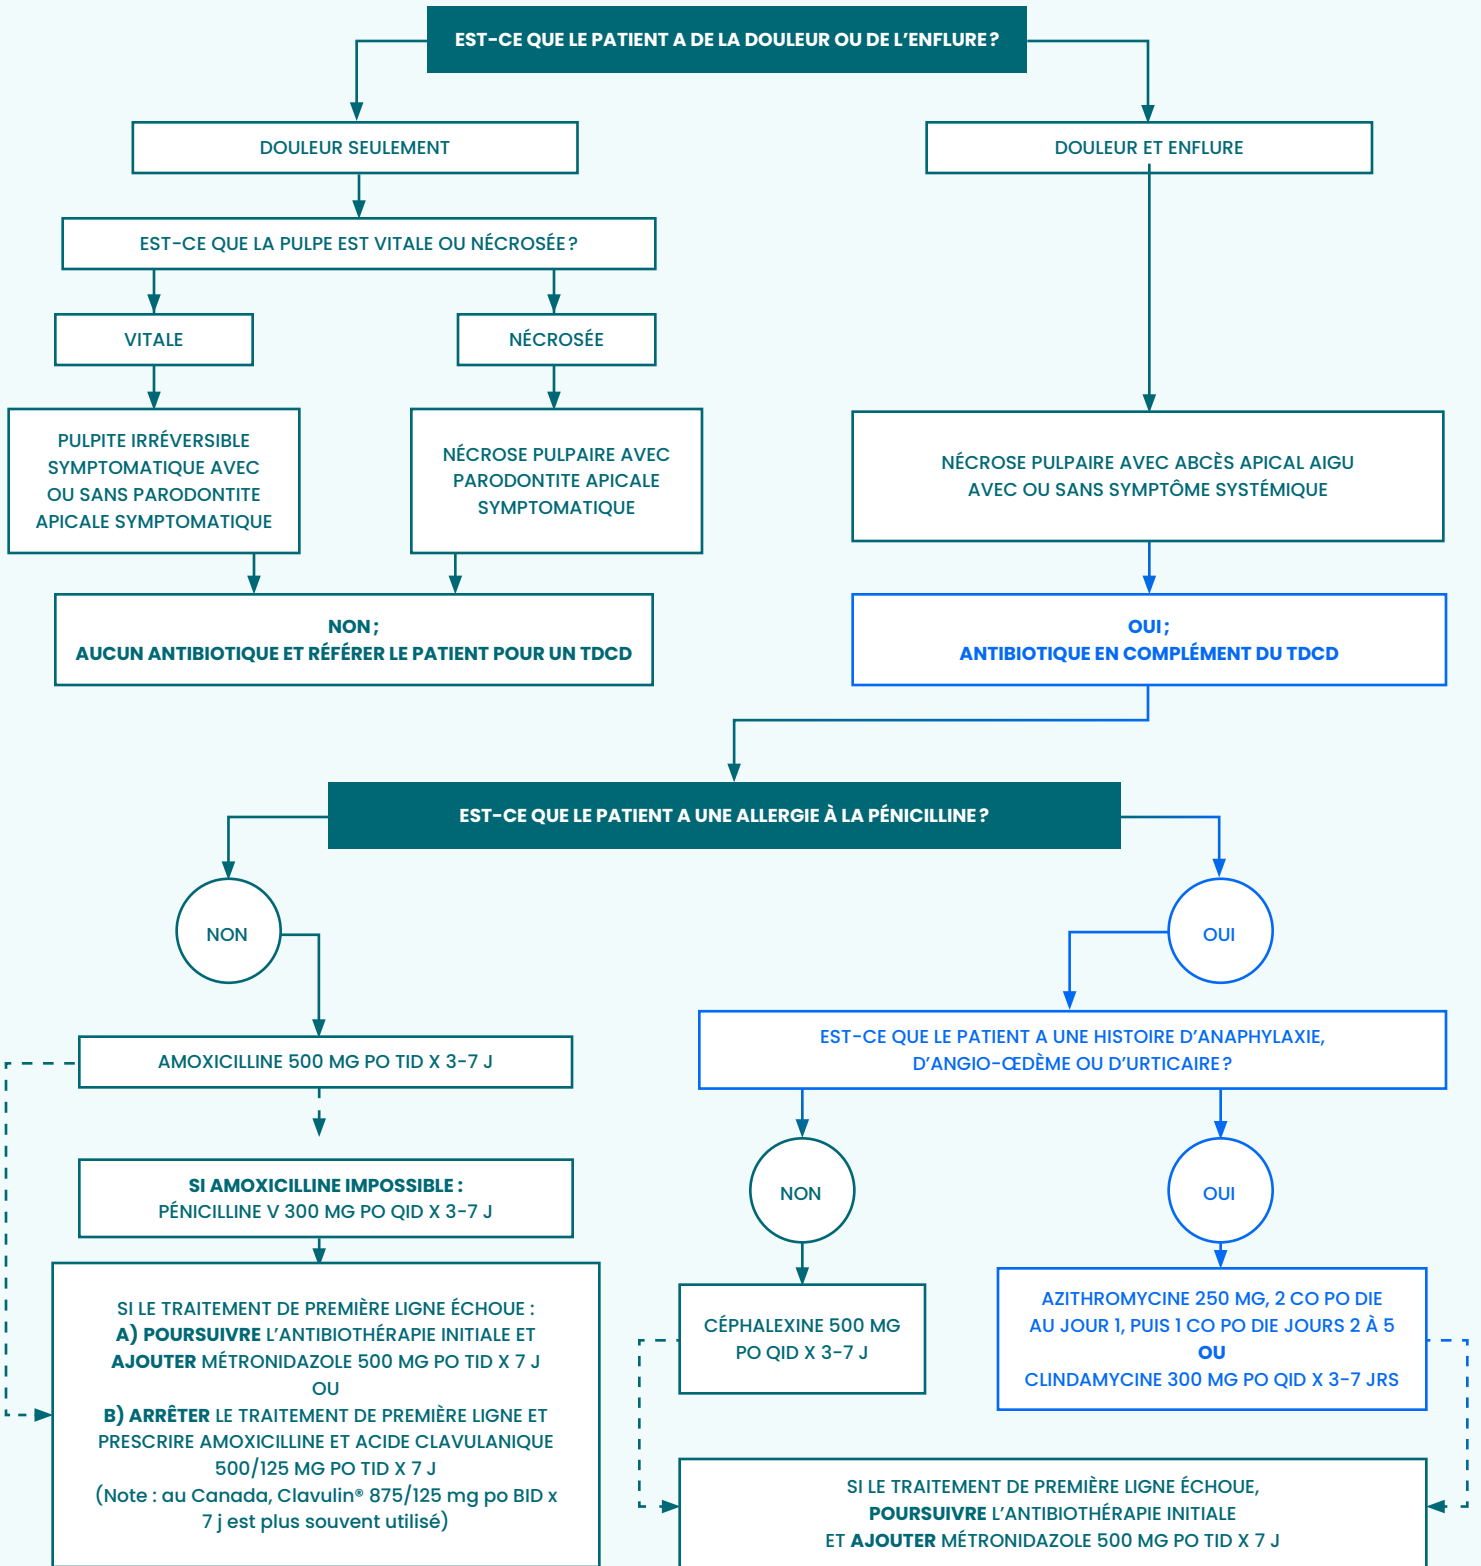 EST-CE QUE LE PATIENT A DE LA DOULEUR OU DE L'ENFLURE ?
DOULEUR SEULEMENT
DOULEUR ET ENFLURE
EST-CE QUE LA PULPE EST VITALE OU NÉCROSÉE ?
VITALE
NÉCROSÉE
PULPITE IRRÉVERSIBLE
SYMPTOMATIQUE AVEC
OU SANS PARODONTITE
APICALE SYMPTOMATIQUE
NÉCROSE PULPAIRE AVEC
PARODONTITE APICALE
SYMPTOMATIQUE
NÉCROSE PULPAIRE AVEC ABCÈS APICAL AIGU
AVEC OU SANS SYMPTÔME SYSTÉMIQUE
NON ;
AUCUN ANTIBIOTIQUE ET RÉFÉRER LE PATIENT POUR UN TDCD
OUI ;
ANTIBIOTIQUE EN COMPLÉMENT DU TDCD
EST-CE QUE LE PATIENT A UNE ALLERGIE À LA PÉNICILLINE ?
NON
OUI
AMOXICILLINE 500 MG PO TID X 3-7 J
EST-CE QUE LE PATIENT A UNE HISTOIRE D'ANAPHYLAXIE,
D'ANGIO-ŒDÈME OU D'URTICAIRE ?
SI AMOXICILLINE IMPOSSIBLE :
PÉNICILLINE V 300 MG PO QID X 3-7 J
NON
OUI
SI LE TRAITEMENT DE PREMIÈRE LIGNE ÉCHOUE :
A) POURSUIVRE L'ANTIBIOTHÉRAPIE INITIALE ET
AJOUTER MÉTRONIDAZOLE 500 MG PO TID X 7 J
OU
B) ARRÊTER LE TRAITEMENT DE PREMIÈRE LIGNE ET
PRESCRIRE AMOXICILLINE ET ACIDE CLAVULANIQUE
500/125 MG PO TID X 7 J
(Note : au Canada, Clavulin® 875/125 mg po BID x
7 j est plus souvent utilisé)
CÉPHALEXINE 500 MG
PO QID X 3-7 J
AZITHROMYCINE 250 MG, 2 CO PO DIE
AU JOUR 1, PUIS 1 CO PO DIE JOURS 2 À 5
OU
CLINDAMYCINE 300 MG PO QID X 3-7 JRS
SI LE TRAITEMENT DE PREMIÈRE LIGNE ÉCHOUE,
POURSUIVRE L'ANTIBIOTHÉRAPIE INITIALE
ET AJOUTER MÉTRONIDAZOLE 500 MG PO TID X 7 J